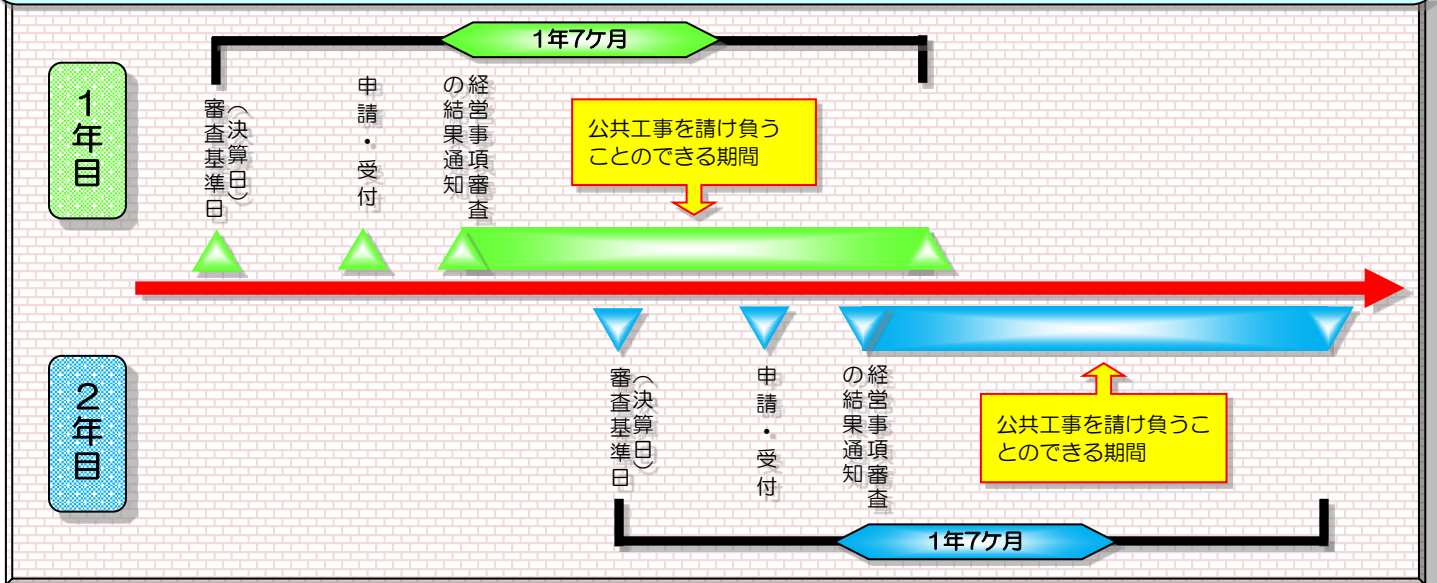 1年7ケ月
1年目
審査基準日
（決算日）
申請・受付
経営事項審査
の結果通知
公共工事を請け負う
ことのできる期間
2年目
審査基準日
（決算日）
申請・受付
経営事項審査
の結果通知
公共工事を請け負うこ
とのできる期間
1年7ケ月